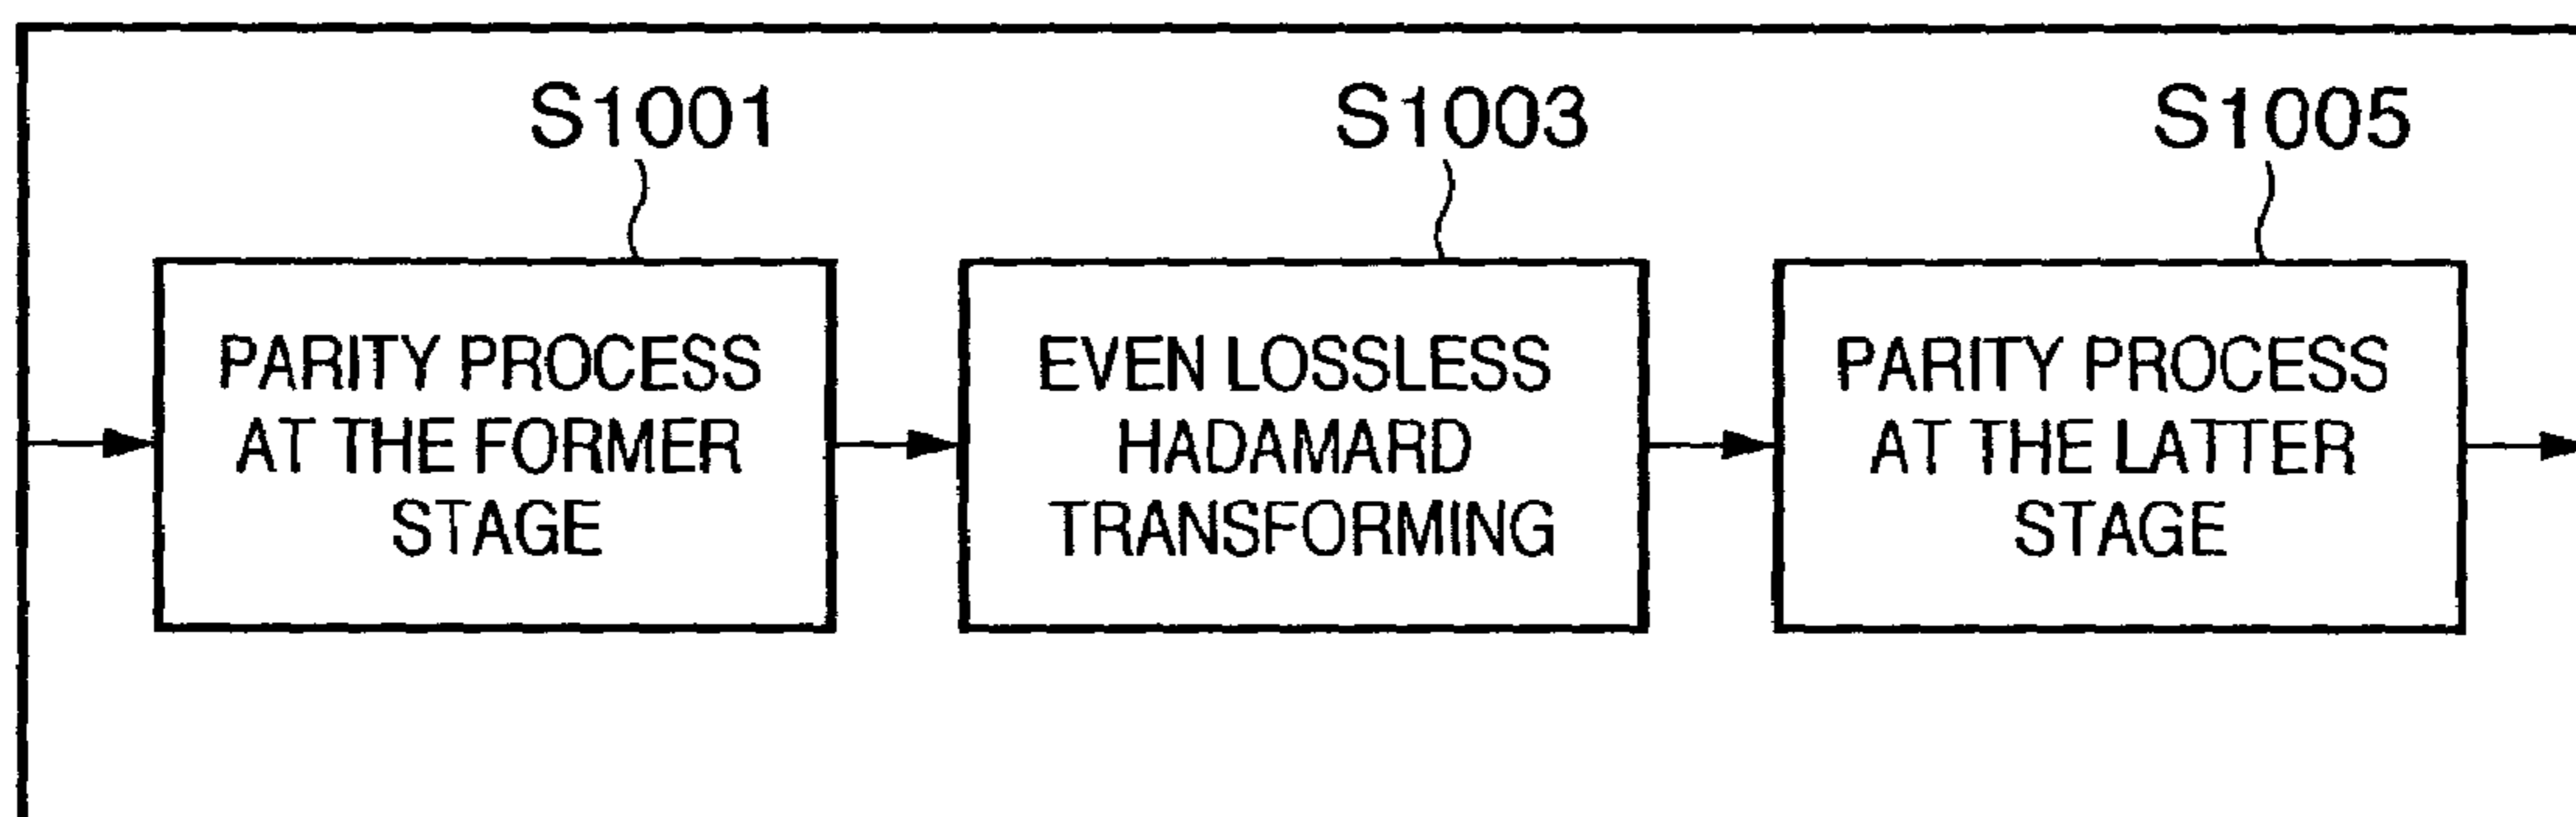 S1001
S1003
S1005
PARITY PROCESS
AT THE FORMER
STAGE
EVEN LOSSLESS
HADAMARD
TRANSFORMING
PARITY PROCESS
AT THE LATTER
STAGE